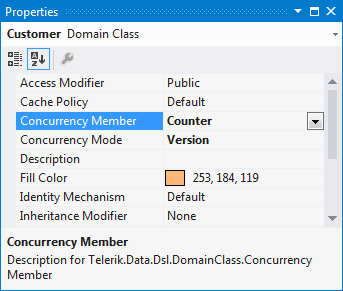 Properties
Customer Domain Class
Access Modifier Public
Cache Policy Default
Concurrency Member Counter
Concurrency Mode Version
Description
Fill Color 253, 184, 119
Identity Mechanism Default
Inheritance Modifier None
Concurrency Member
Description for Telerik.Data.Dsl.DomainClass.Concurrency
Member